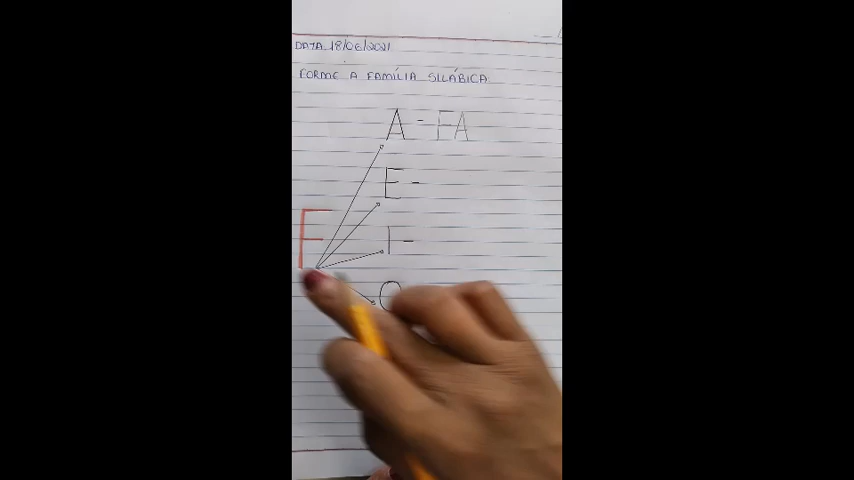 DATA 18/06/2021
FORME A FAMÍLIA SILÁBICA
A - FA
E -
F
I -
O